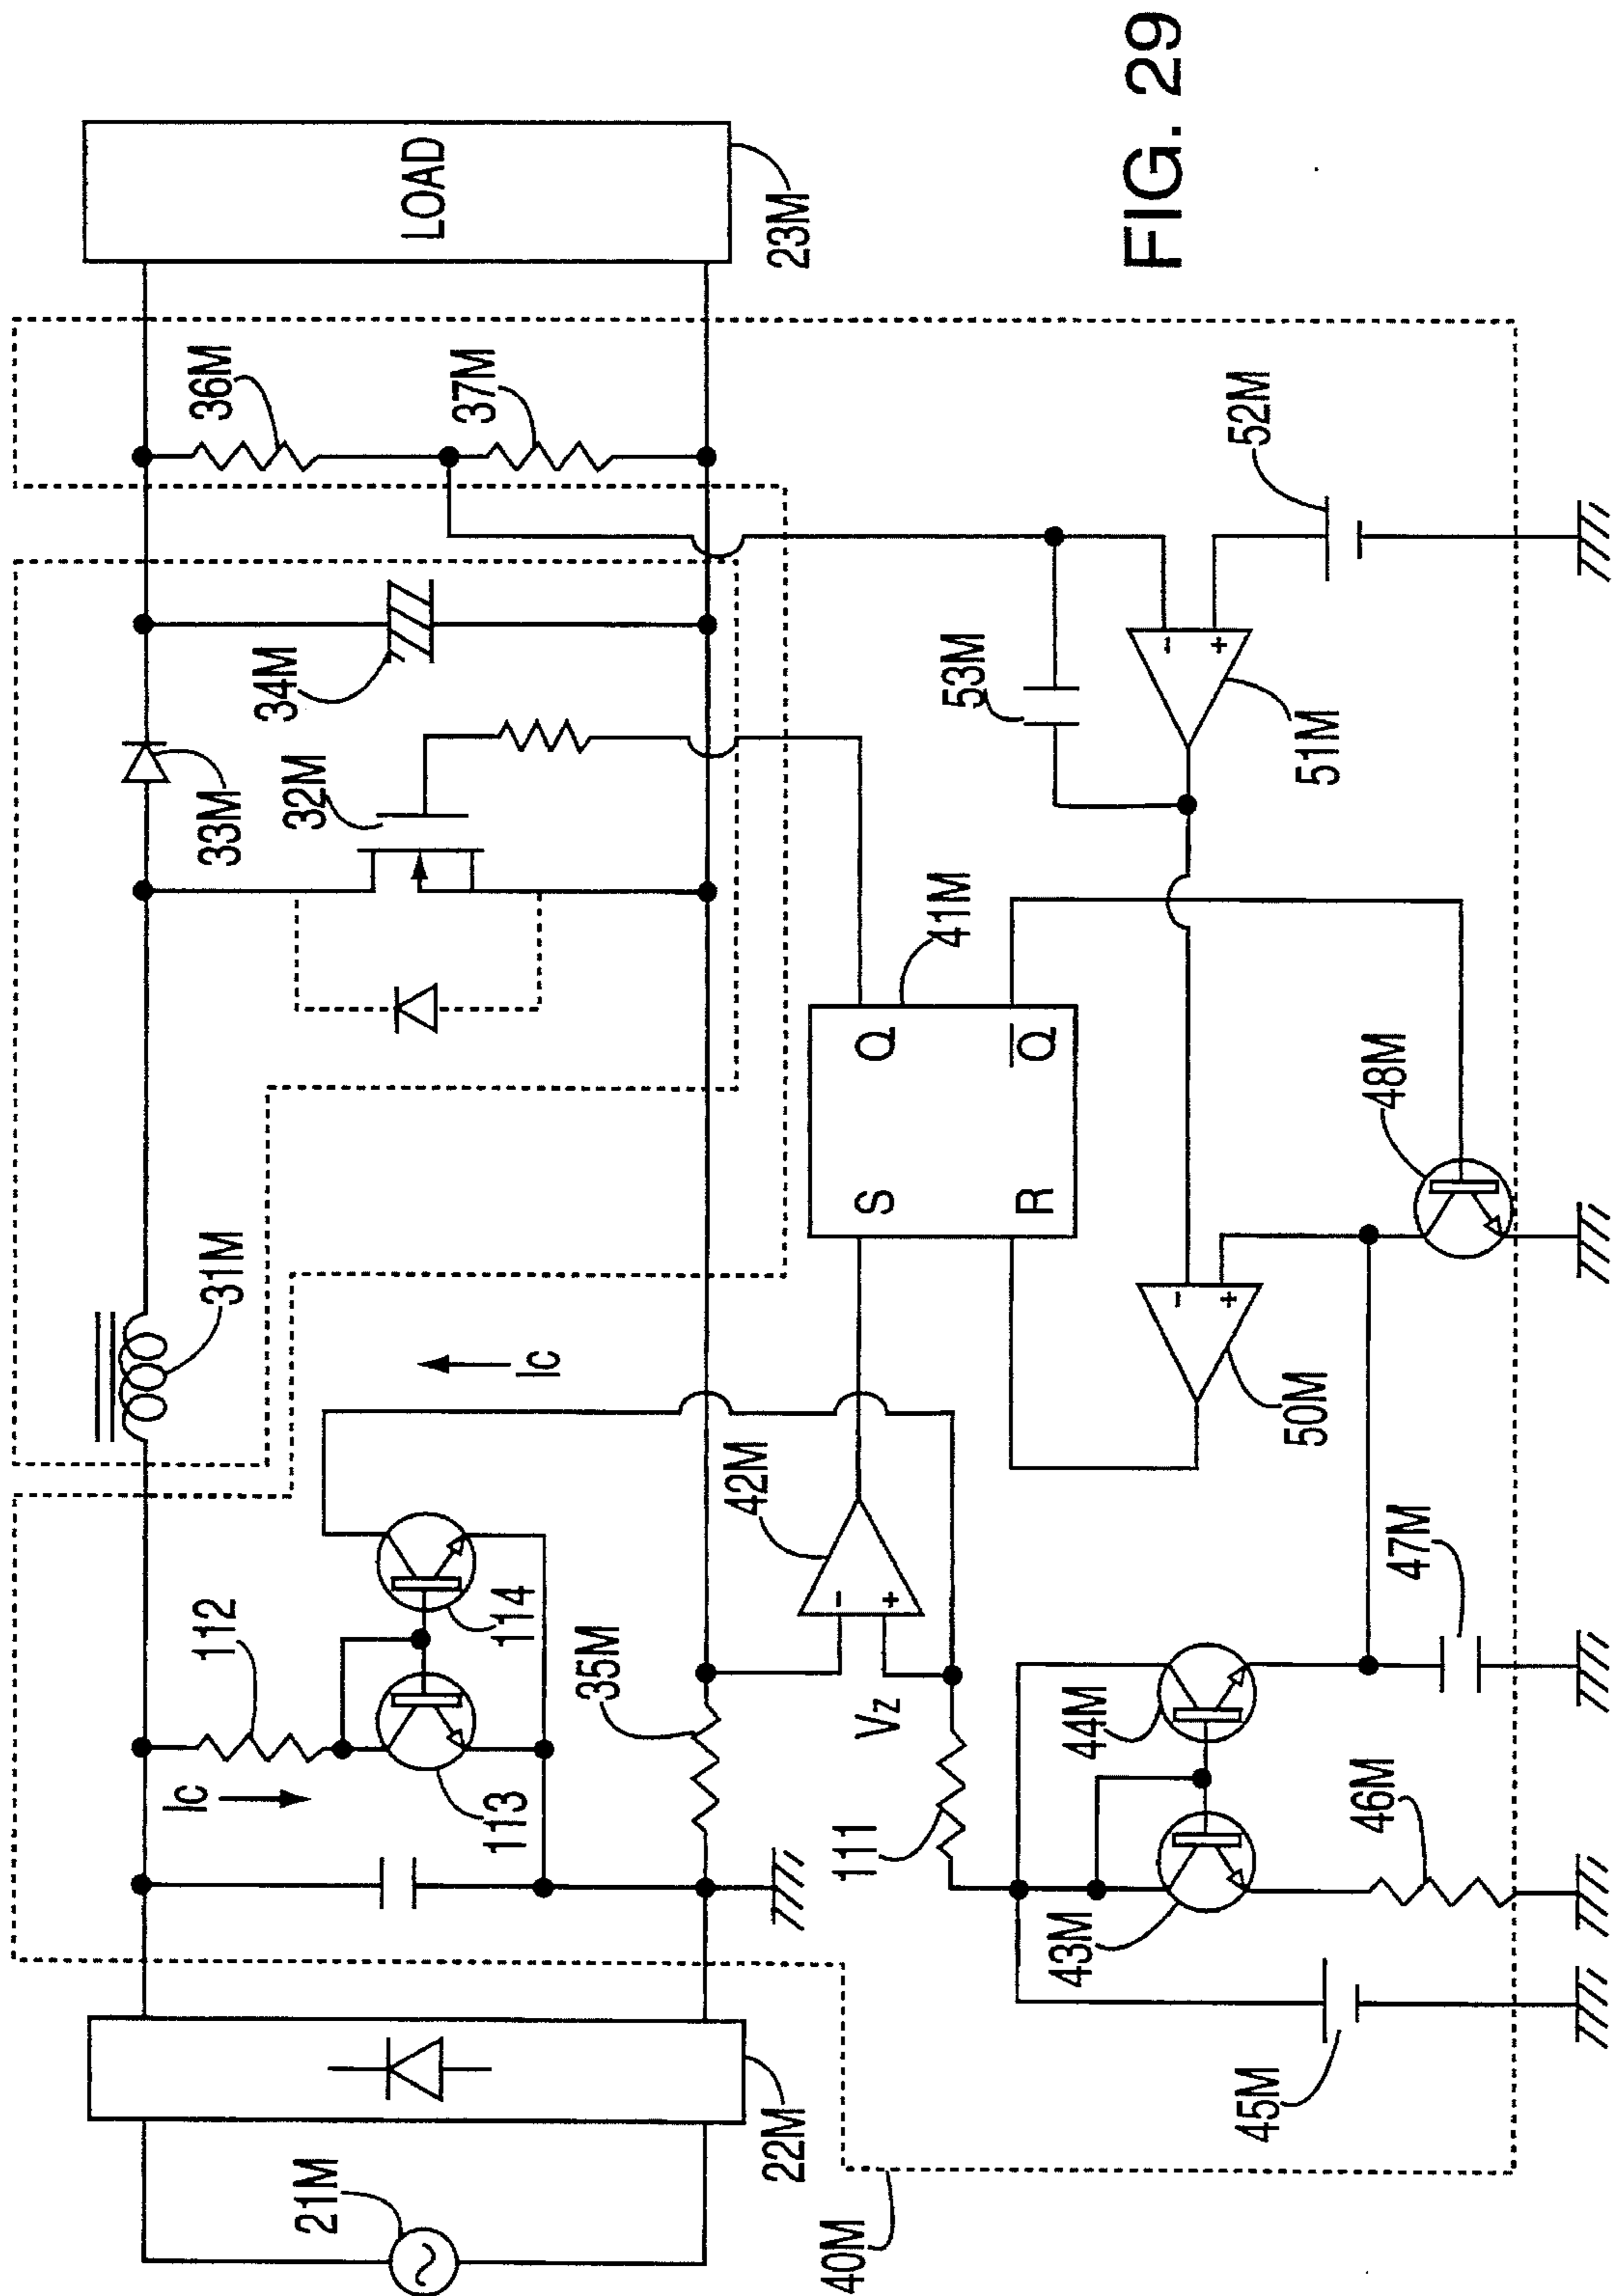 LOAD
23M
36M
37M
52M
34M
53M
33M
32M
51M
41M
31M
Q
Q̅
S
R
48M
Ic
50M
42M
112
114
47M
35M
Vz
44M
Ic
113
111
46M
43M
45M
22M
21M
40M
-
+
-
+
-
+
FIG. 29